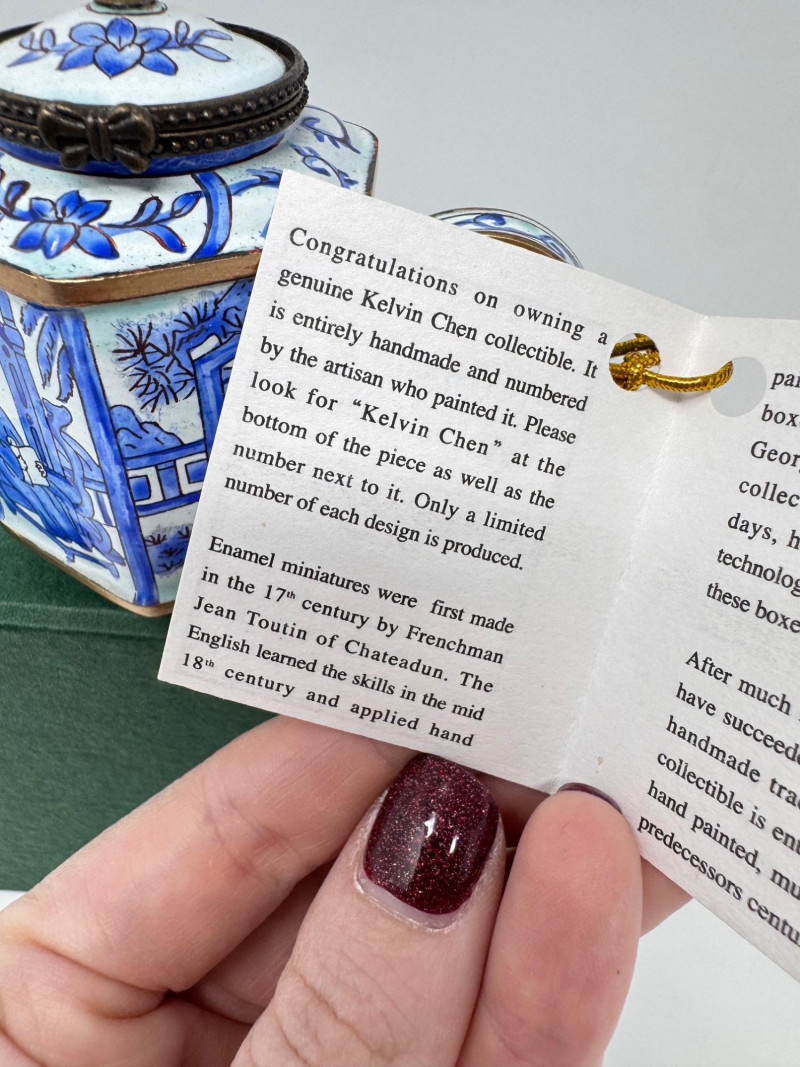 Congratulations on owning a
genuine Kelvin Chen collectible. It
is entirely handmade and numbered
by the artisan who painted it. Please
look for “Kelvin Chen” at the
bottom of the piece as well as the
number next to it. Only a limited
number of each design is produced.
Enamel miniatures were first made
in the 17th century by Frenchman
Jean Toutin of Chateadun. The
English learned the skills in the mid
18th century and applied hand
days, h
these boxe
After much
have succeede
handmade tra
collectible is ent
hand painted, mu
predecessors centu